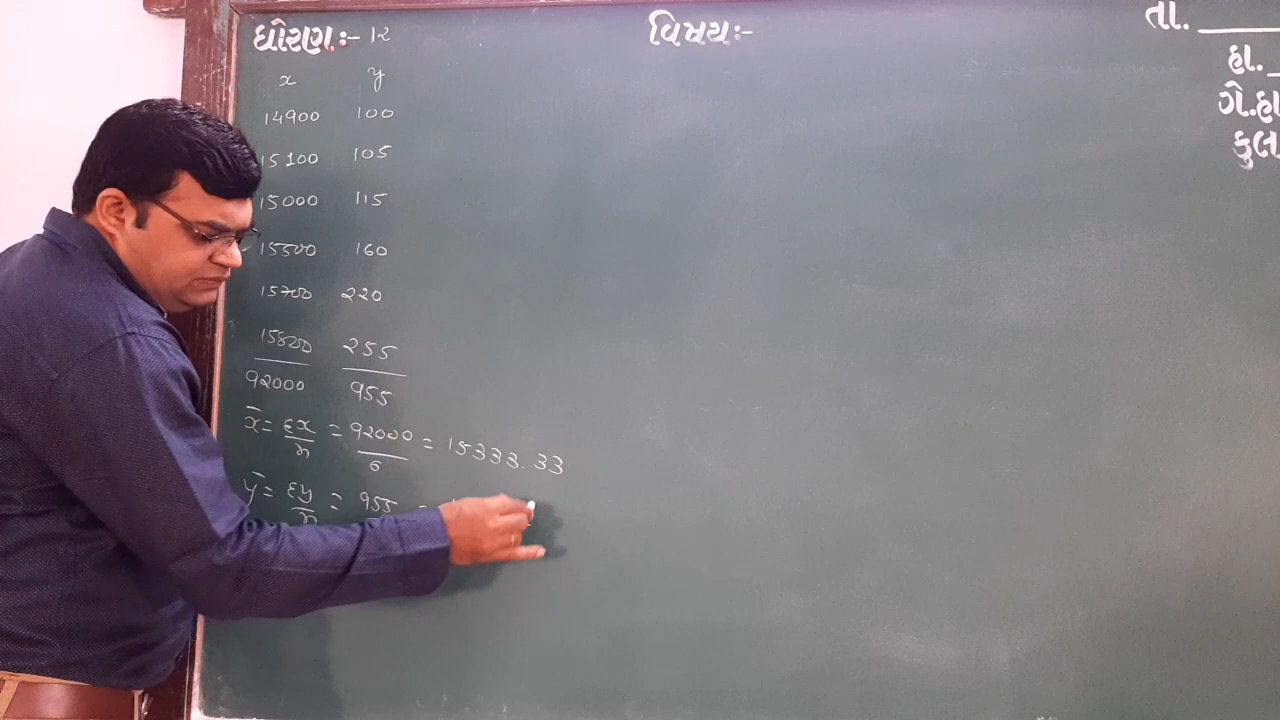 ધોરણ:- 12 વિષય:- તા.
હા.
ગે.હા
કુલ
x y
14900 100
15100 105
15000 115
15500 160
15700 220
15800 255
92000 955
x̄ = Σx/n = 92000/6 = 15333.33
ȳ = Σy/n = 955